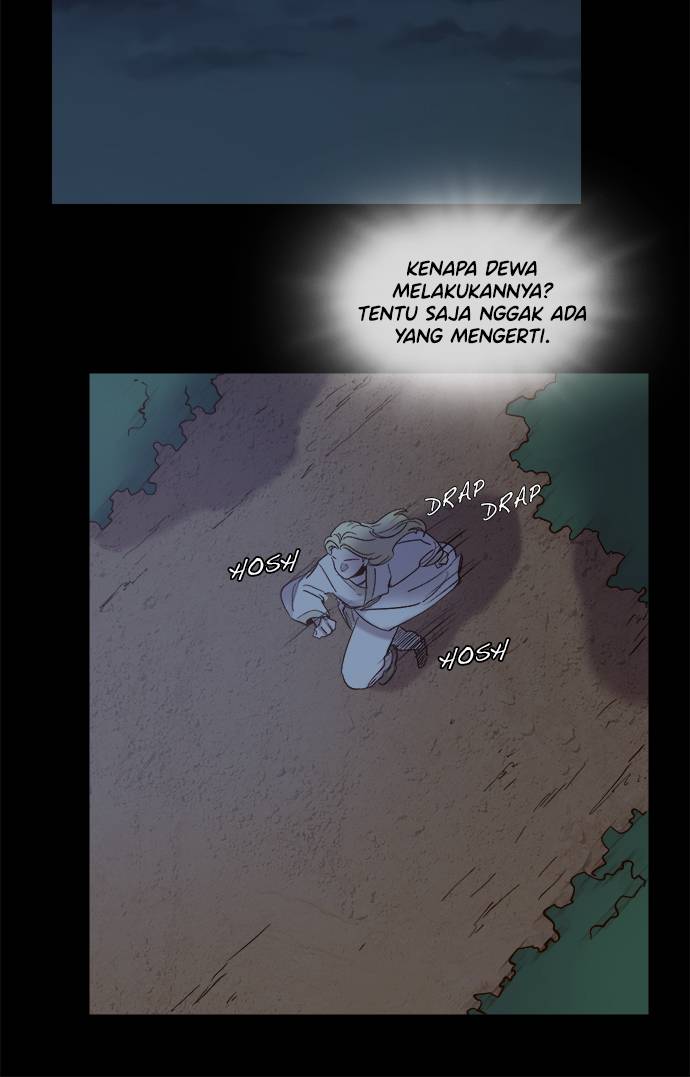 KENAPA DEWA
MELAKUKANNYA?
TENTU SAJA NGGAK ADA
YANG MENGERTI.
DRAP
DRAP
HOSH
HOSH